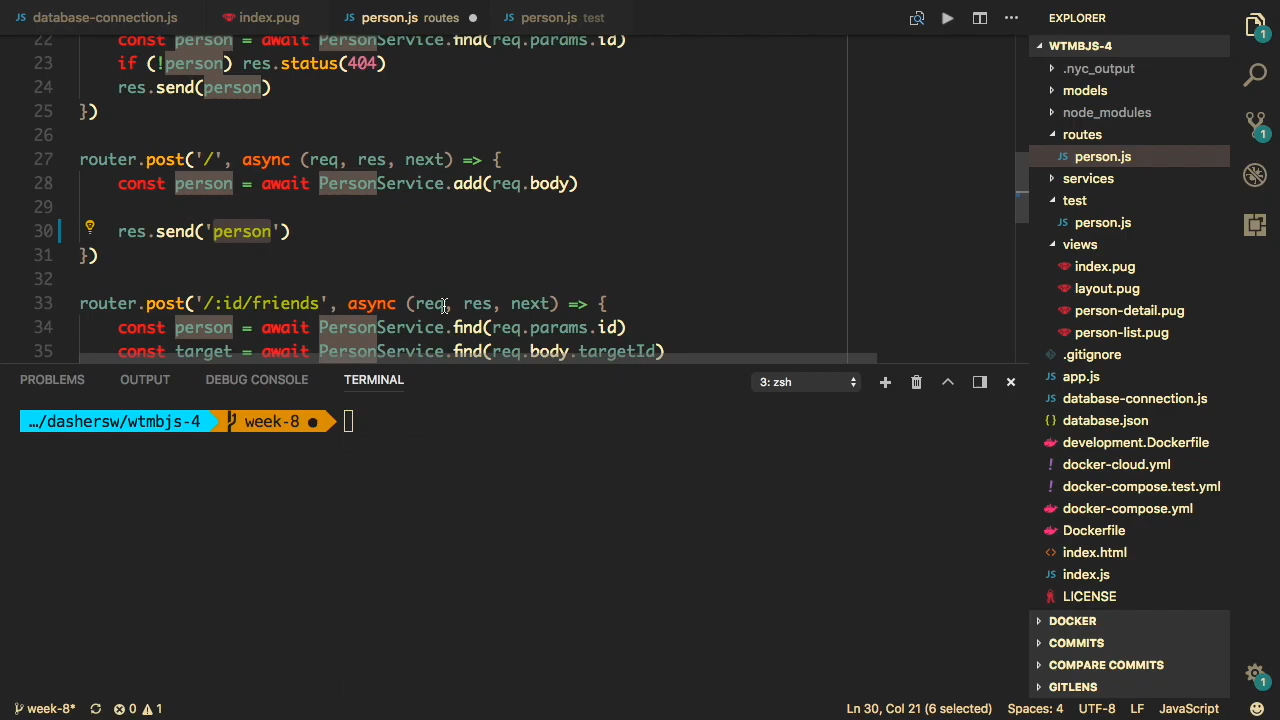 database-connection.js
index.pug
person.js routes
person.js test
22 const person = await PersonService.find(req.params.id)
23 if (!person) res.status(404)
24 res.send(person)
25 })
26
27 router.post('/', async (req, res, next) => {
28 const person = await PersonService.add(req.body)
29
30 res.send('person')
31 })
32
33 router.post('/:id/friends', async (req, res, next) => {
34 const person = await PersonService.find(req.params.id)
35 const target = await PersonService.find(req.body.targetId)
PROBLEMS OUTPUT DEBUG CONSOLE TERMINAL
3: zsh
…/dashersw/wtmbjs-4 week-8 ●
EXPLORER
WTMBJS-4
.nyc_output
models
node_modules
routes
JS person.js
services
test
JS person.js
views
index.pug
layout.pug
person-detail.pug
person-list.pug
.gitignore
JS app.js
JS database-connection.js
{} database.json
development.Dockerfile
! docker-cloud.yml
! docker-compose.test.yml
docker-compose.yml
Dockerfile
<> index.html
JS index.js
LICENSE
DOCKER
COMMITS
COMPARE COMMITS
GITLENS
1
1
1
week-8* 0 1
Ln 30, Col 21 (6 selected) Spaces: 4 UTF-8 LF JavaScript